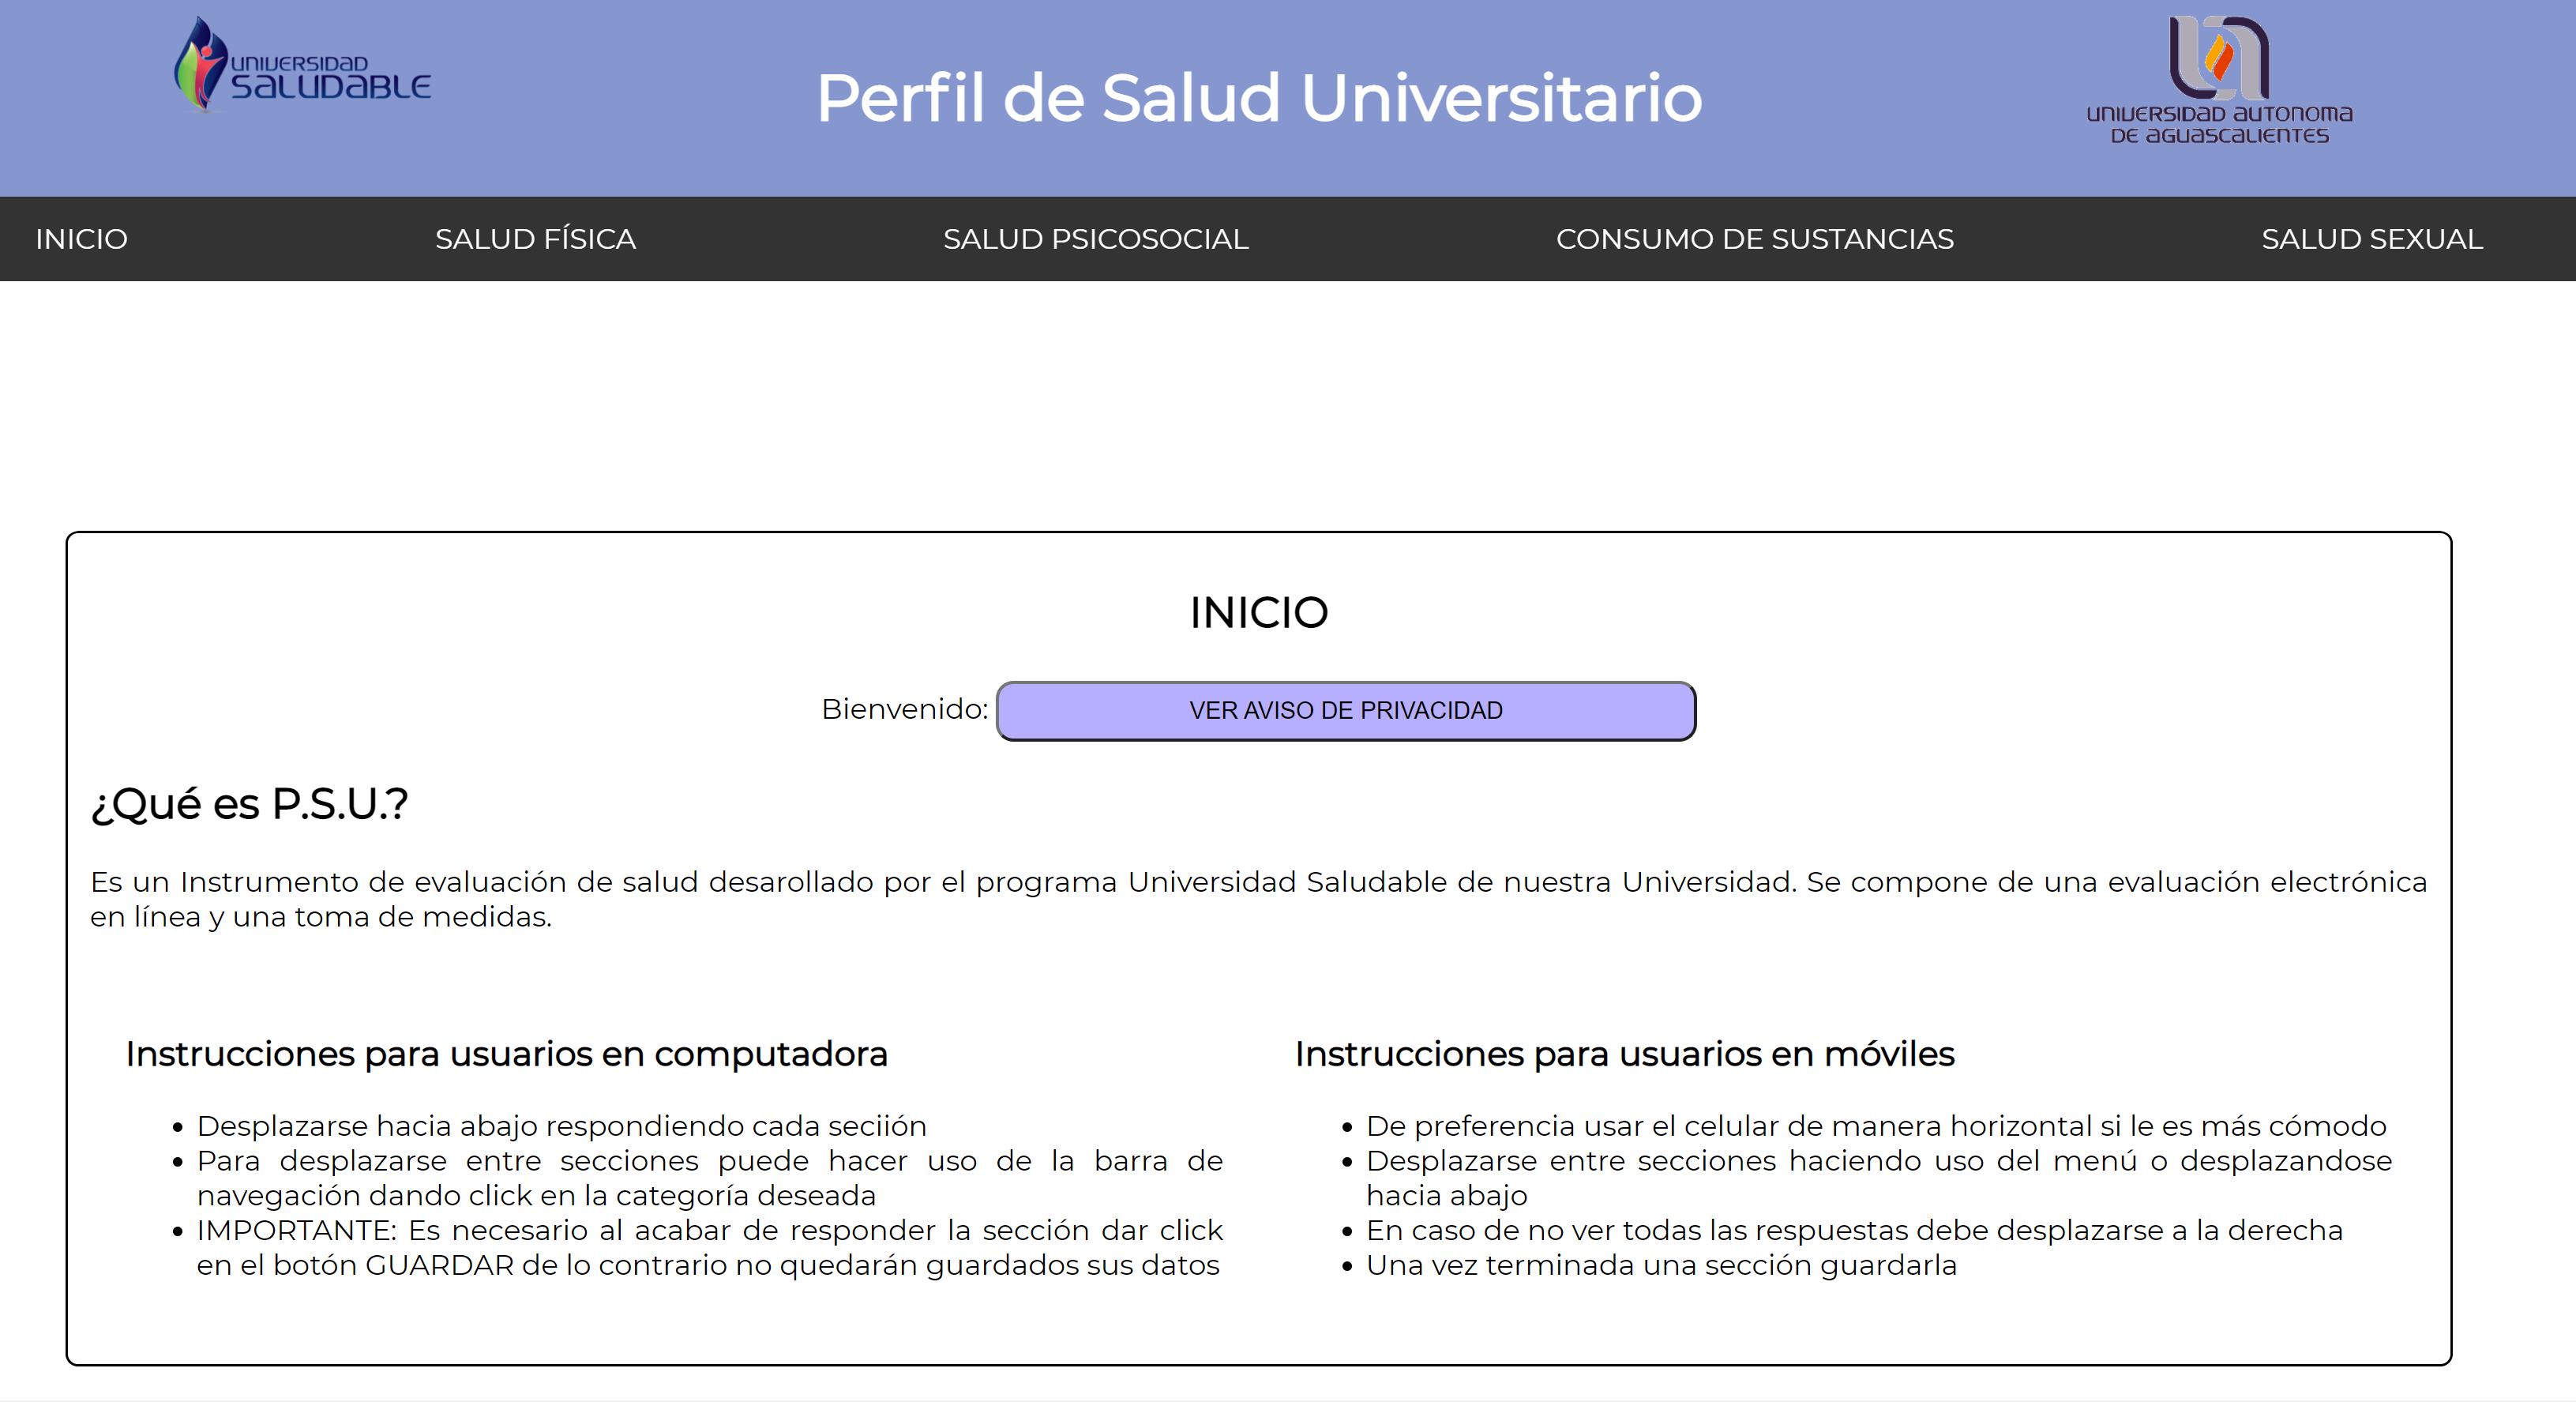 UNIVERSIDAD
SALUDABLE
Perfil de Salud Universitario
UNIVERSIDAD AUTONOMA
DE AGUASCALIENTES
INICIO SALUD FÍSICA SALUD PSICOSOCIAL CONSUMO DE SUSTANCIAS SALUD SEXUAL
INICIO
Bienvenido: VER AVISO DE PRIVACIDAD
¿Qué es P.S.U.?
Es un Instrumento de evaluación de salud desarollado por el programa Universidad Saludable de nuestra Universidad. Se compone de una evaluación electrónica
en línea y una toma de medidas.
Instrucciones para usuarios en computadora
• Desplazarse hacia abajo respondiendo cada seciión
• Para desplazarse entre secciones puede hacer uso de la barra de
navegación dando click en la categoría deseada
• IMPORTANTE: Es necesario al acabar de responder la sección dar click
en el botón GUARDAR de lo contrario no quedarán guardados sus datos
Instrucciones para usuarios en móviles
• De preferencia usar el celular de manera horizontal si le es más cómodo
• Desplazarse entre secciones haciendo uso del menú o desplazandose
hacia abajo
• En caso de no ver todas las respuestas debe desplazarse a la derecha
• Una vez terminada una sección guardarla